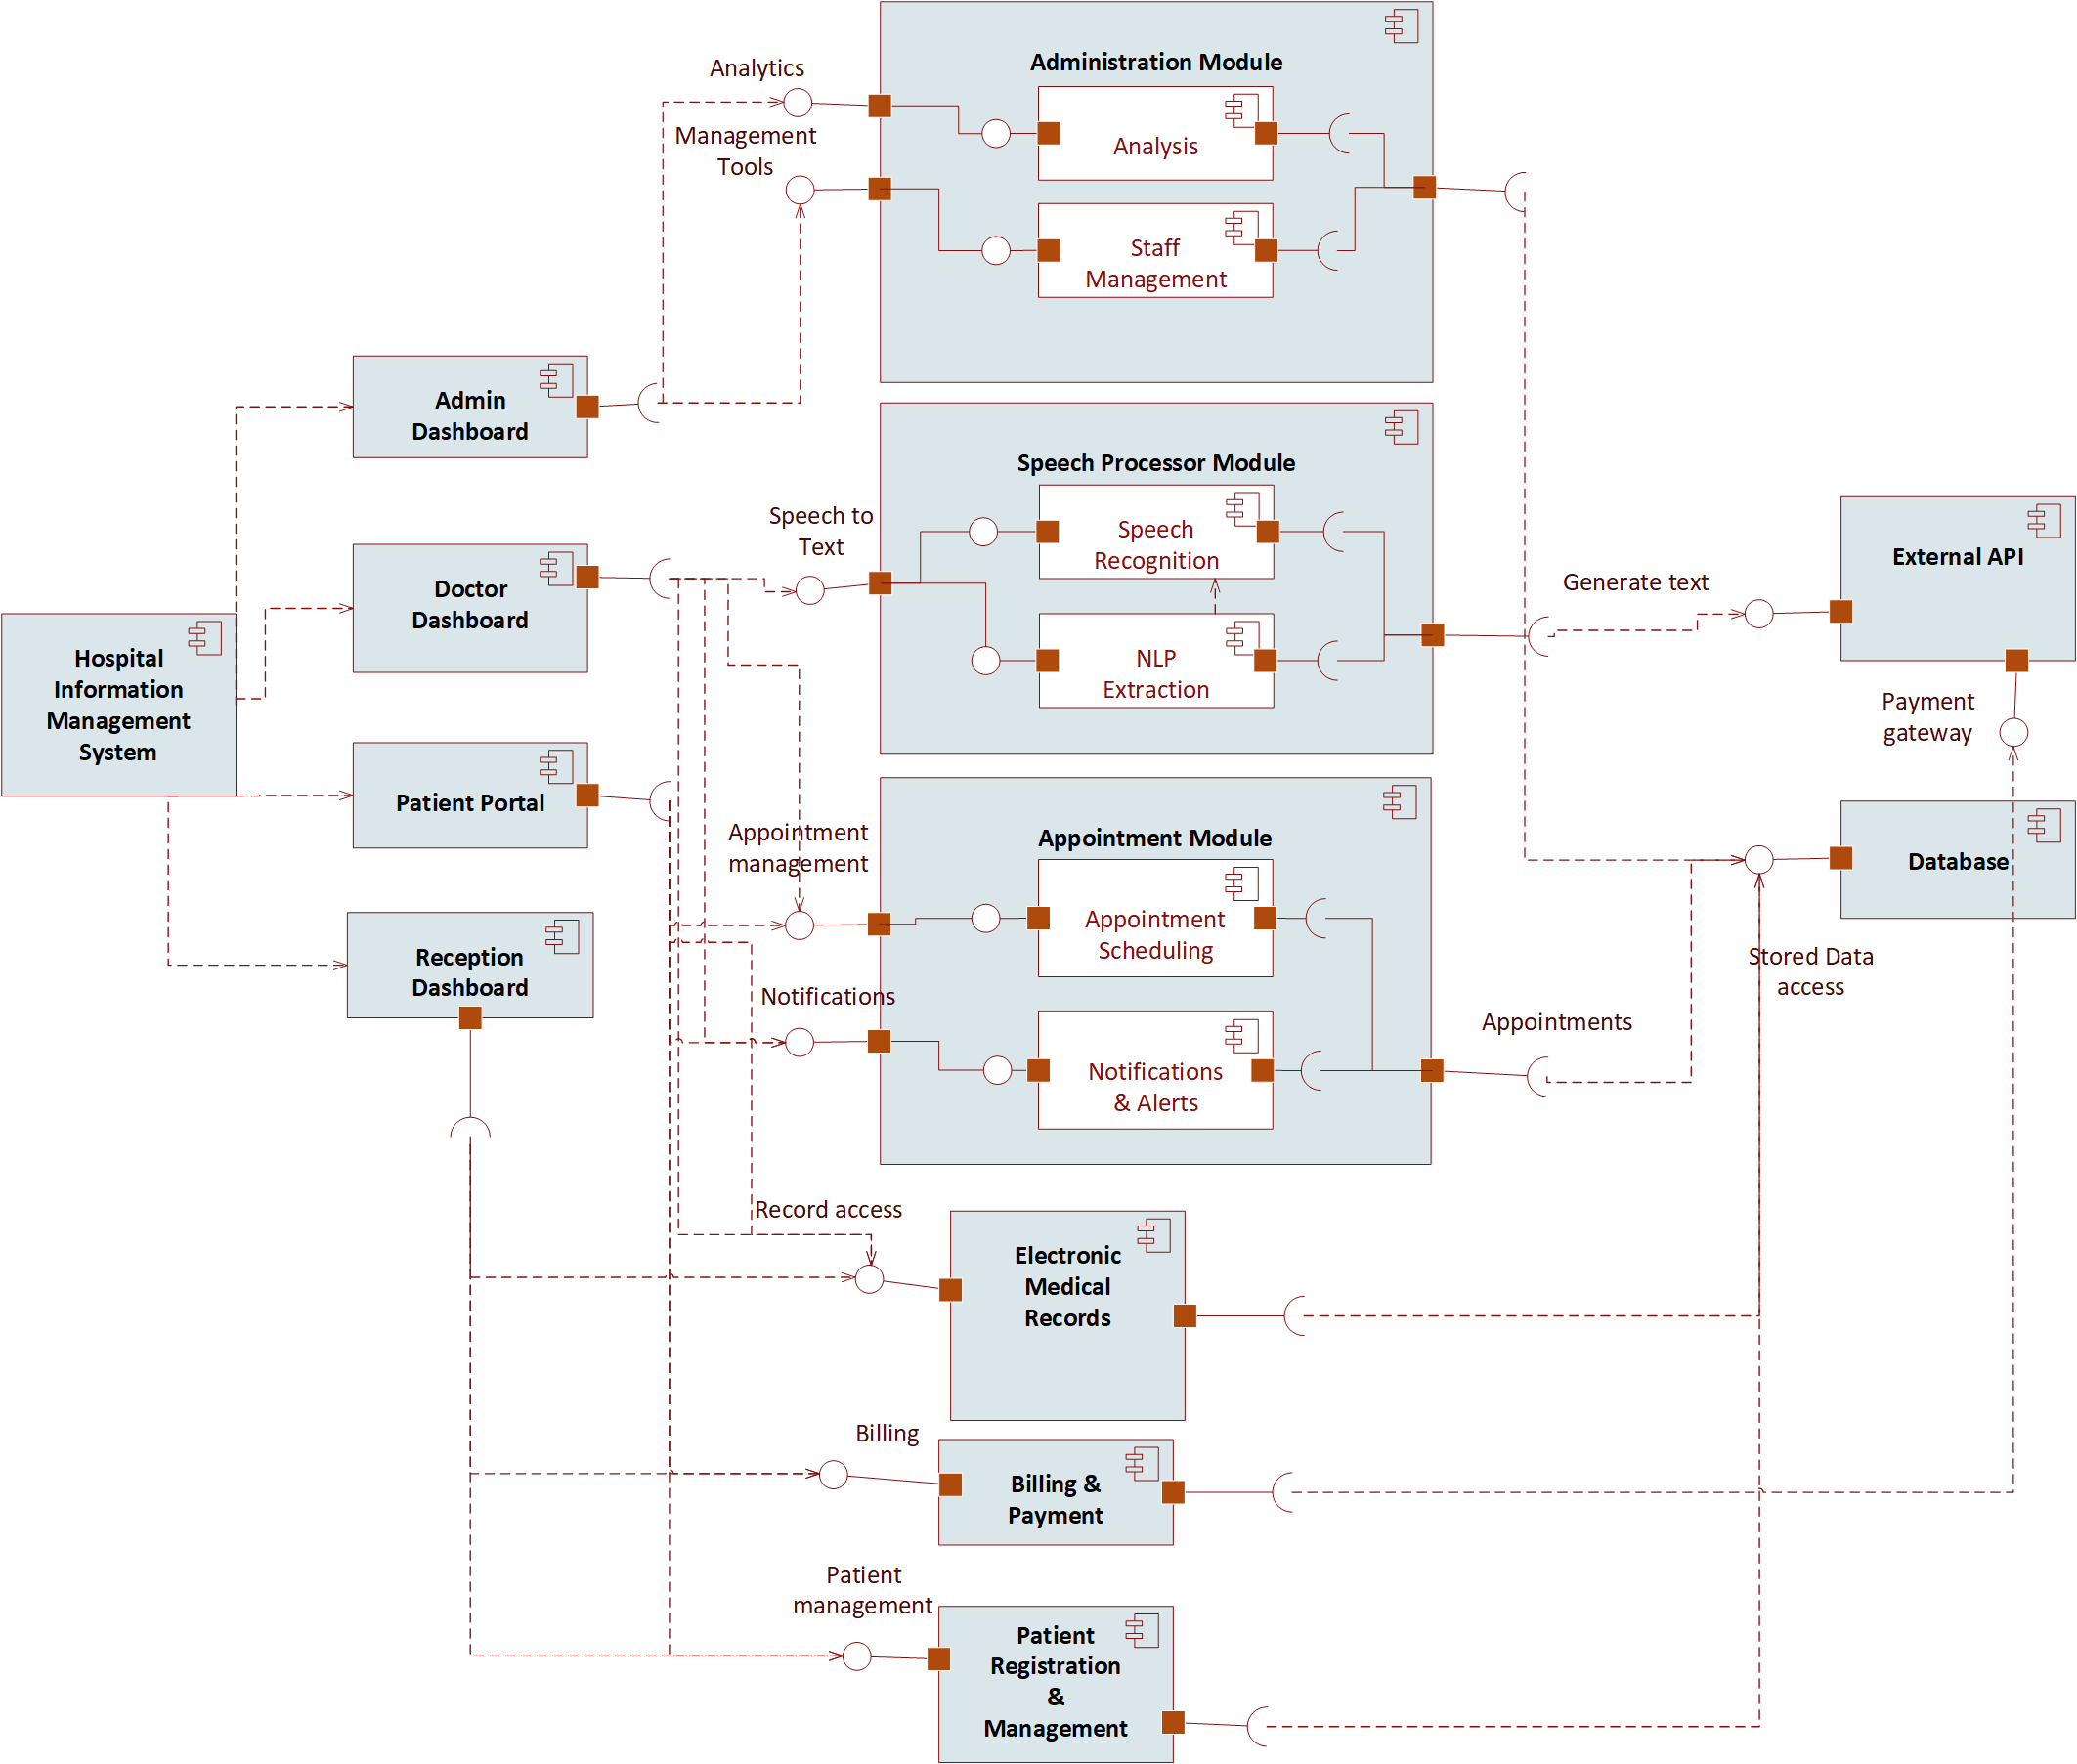 Administration Module
Analytics
Analysis
Management
Tools
Staff
Management
Admin
Dashboard
Speech Processor Module
Speech to
Text
Speech
Recognition
External API
Generate text
Doctor
Dashboard
NLP
Extraction
Hospital
Information
Management
System
Payment
gateway
Patient Portal
Appointment
management
Appointment Module
Database
Appointment
Scheduling
Reception
Dashboard
Stored Data
access
Notifications
Appointments
Notifications
& Alerts
Record access
Electronic
Medical
Records
Billing
Billing &
Payment
Patient
management
Patient
Registration
&
Management